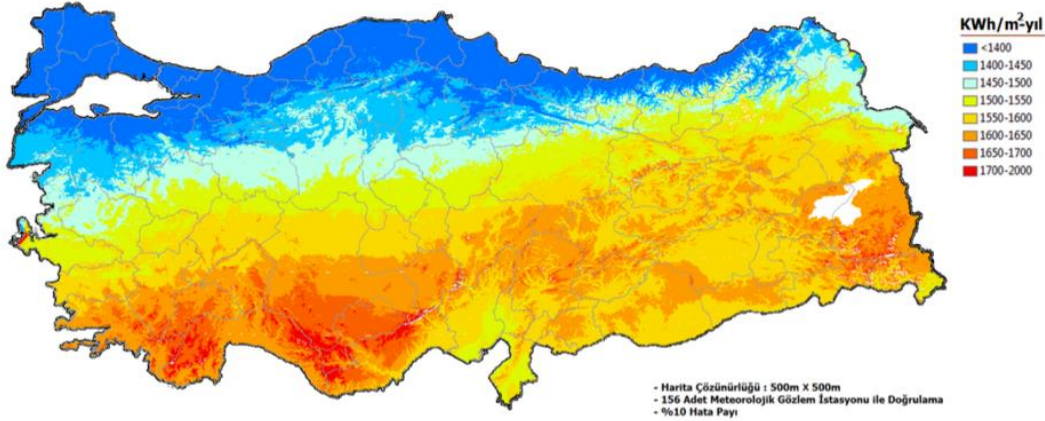 KWh/m²-yıl
<1400
1400-1450
1450-1500
1500-1550
1550-1600
1600-1650
1650-1700
1700-2000
- Harita Çözünürlüğü : 500m X 500m
- 156 Adet Meteorolojik Gözlem İstasyonu ile Doğrulama
- %10 Hata Payı